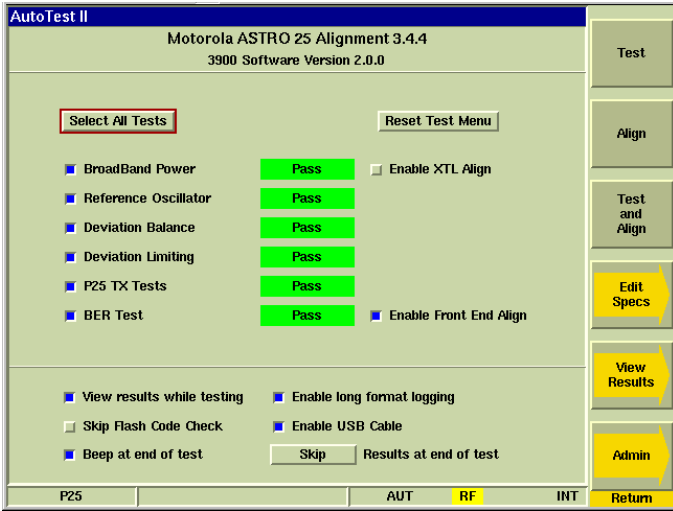 AutoTest II
Motorola ASTRO 25 Alignment 3.4.4
3900 Software Version 2.0.0
Select All Tests
Reset Test Menu
BroadBand Power Pass Enable XTL Align
Reference Oscillator Pass
Deviation Balance Pass
Deviation Limiting Pass
P25 TX Tests Pass
BER Test Pass Enable Front End Align
View results while testing Enable long format logging
Skip Flash Code Check Enable USB Cable
Beep at end of test Skip Results at end of test
P25 AUT RF INT
Test
Align
Test
and
Align
Edit
Specs
View
Results
Admin
Return